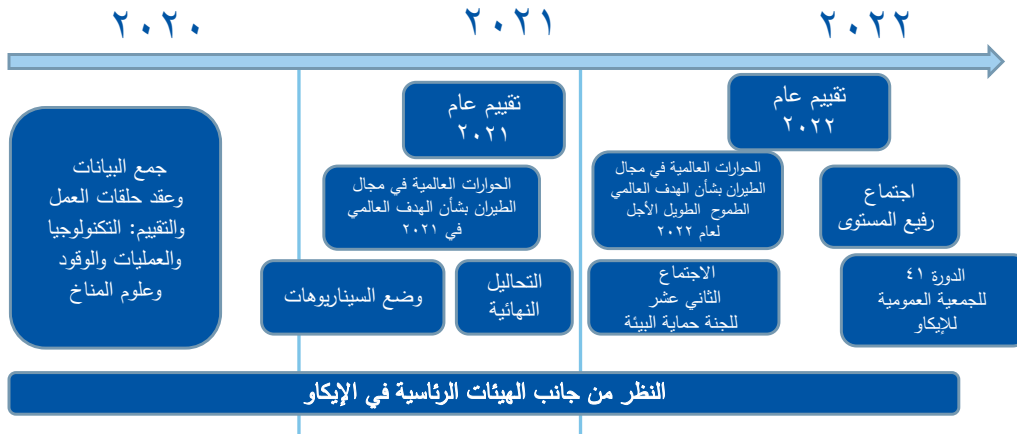 ٢٠٢٠
٢٠٢١
٢٠٢٢
جمع البيانات
وعقد حلقات العمل
والتقييم: التكنولوجيا
والعمليات والوقود
وعلوم المناخ
تقييم عام
٢٠٢١
الحوارات العالمية في مجال
الطيران بشأن الهدف العالمي
في ٢٠٢١
وضع السيناريوهات
التحاليل
النهائية
تقييم عام
٢٠٢٢
الحوارات العالمية في مجال
الطيران بشأن الهدف العالمي
الطموح الطويل الأجل
لعام ٢٠٢٢
اجتماع
رفيع المستوى
الاجتماع
الثاني عشر
للجنة حماية البيئة
الدورة ٤١
للجمعية العمومية
للإيكاو
النظر من جانب الهيئات الرئاسية في الإيكاو